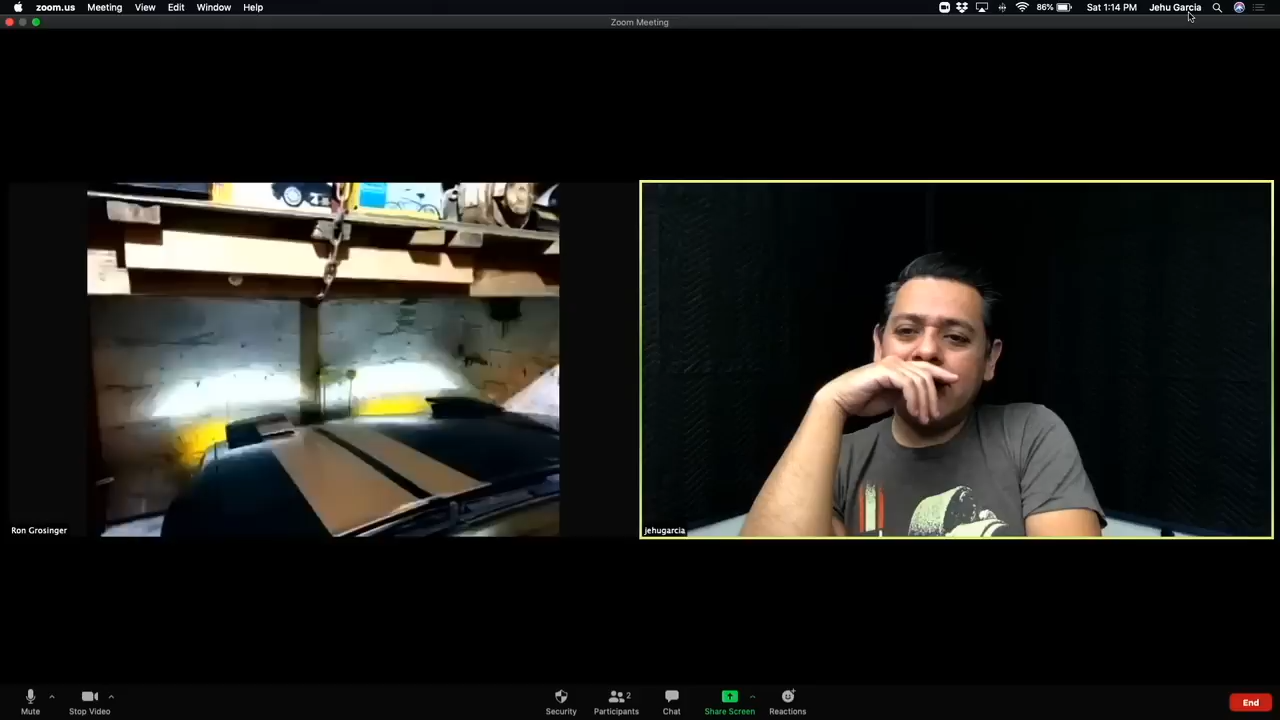 zoom.us Meeting View Edit Window Help 86% Sat 1:14 PM Jehu Garcia
Zoom Meeting
Ron Grosinger
jehugarcia
Mute Stop Video Security Participants 2 Chat Share Screen Reactions End